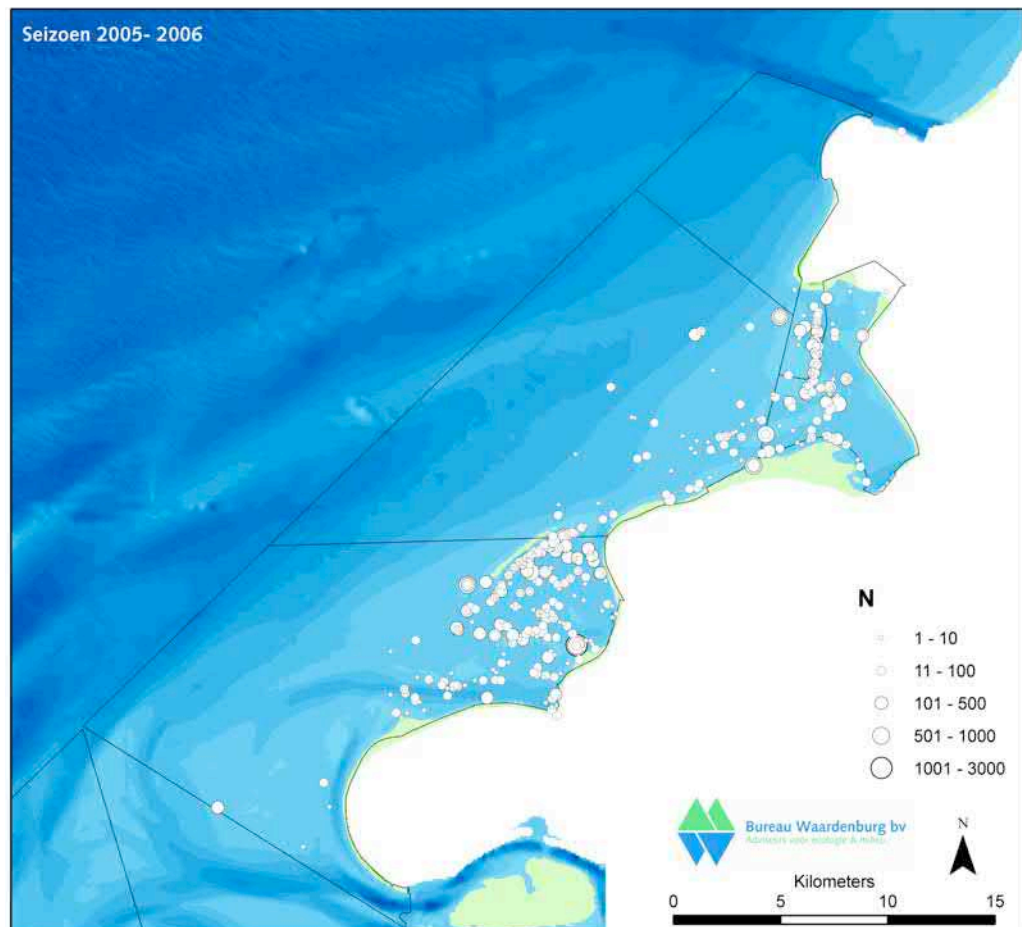 Seizoen 2005- 2006
N
1 - 10
11 - 100
101 - 500
501 - 1000
1001 - 3000
Bureau Waardenburg bv
Adviseurs voor ecologie & milieu
N
Kilometers
0 5 10 15